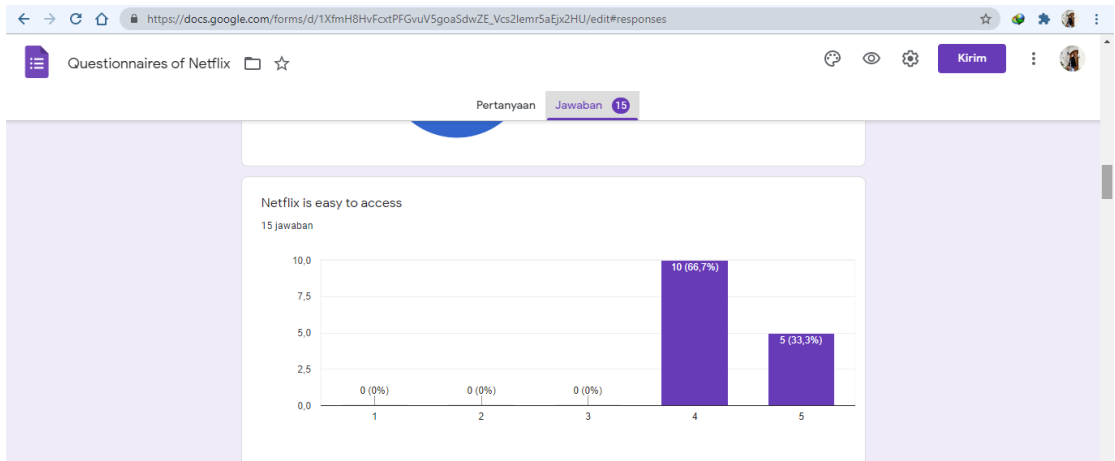 https://docs.google.com/forms/d/1XfmH8HvFcxtPFGvuV5goaSdwZE_Vcs2lemr5aEjx2HU/edit#responses
Questionnaires of Netflix
Kirim
Pertanyaan Jawaban 15
Netflix is easy to access
15 jawaban
10,0
10 (66,7%)
7,5
5,0
5 (33,3%)
2,5
0 (0%) 0 (0%) 0 (0%)
0,0
1 2 3 4 5